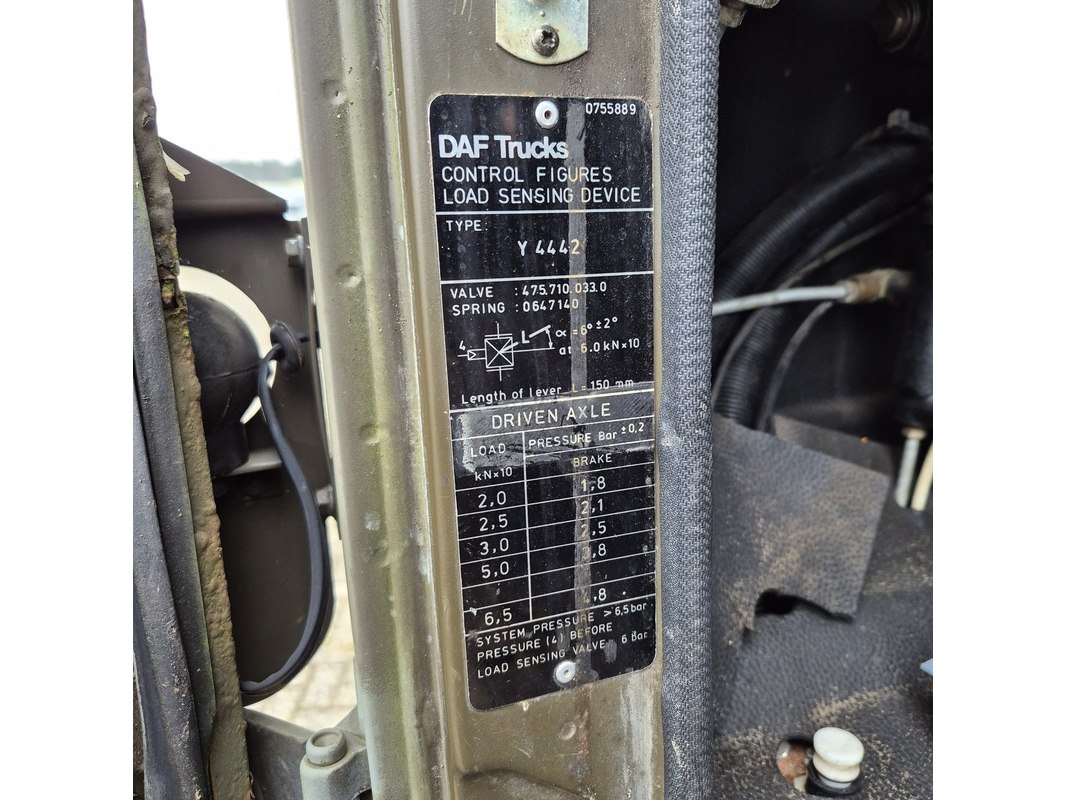 0755889
DAF Trucks
CONTROL FIGURES
LOAD SENSING DEVICE
TYPE:
Y 4442
VALVE : 475.710.033.0
SPRING : 0647140
4 L α = 6° ±2°
at 6.0 kN×10
Length of lever L = 150 mm
DRIVEN AXLE
LOAD PRESSURE Bar ±0,2
kN×10 BRAKE
2,0 1,8
2,5 2,1
3,0 2,5
5,0 3,8
6,5 ,8
SYSTEM PRESSURE > 6,5 bar
PRESSURE (4) BEFORE
LOAD SENSING VALVE: 6 Bar